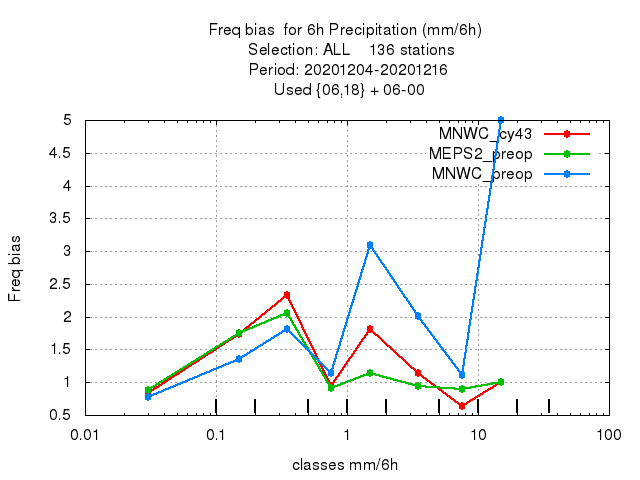 Freq bias  for 6h Precipitation (mm/6h)
Selection: ALL    136 stations
Period: 20201204-20201216
Used {06,18} + 06-00
MNWC_cy43
MEPS2_preop
MNWC_preop
Freq bias
5
4.5
4
3.5
3
2.5
2
1.5
1
0.5
0.01 0.1 1 10 100
classes mm/6h